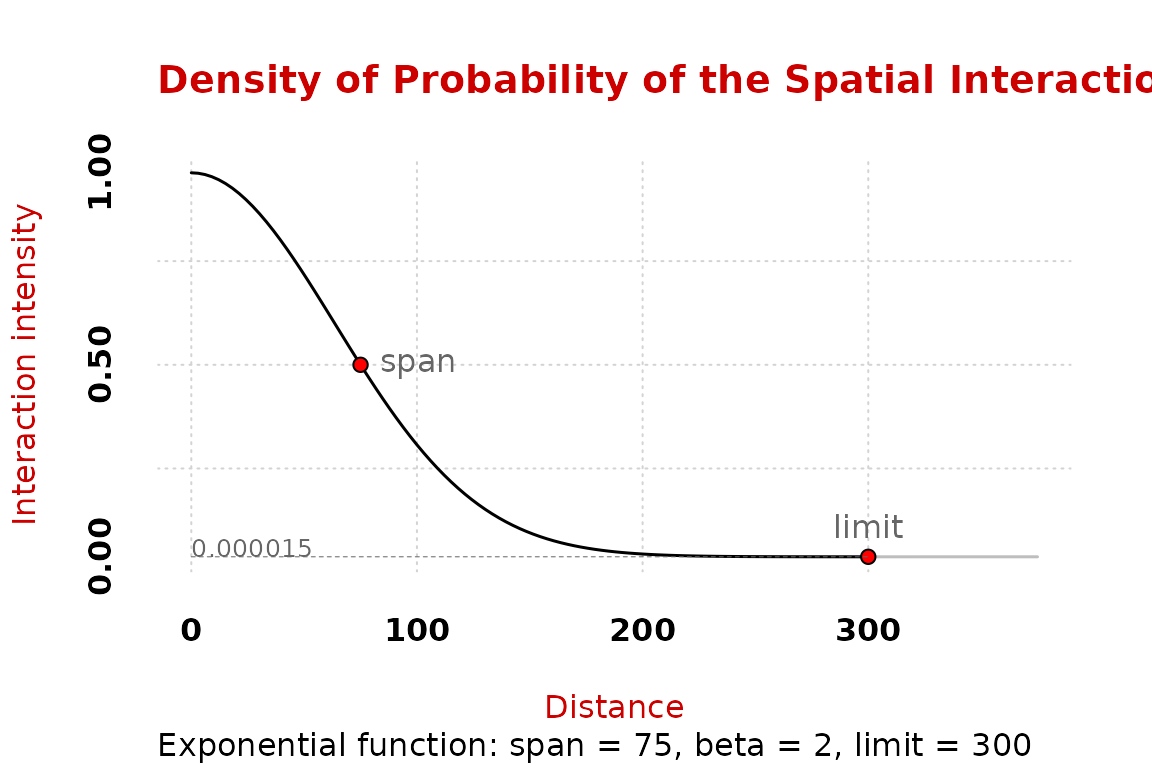 Density of Probability of the Spatial Interactio
Interaction intensity
1.00
0.50
0.00
span
limit
0.000015
0 100 200 300
Distance
Exponential function: span = 75, beta = 2, limit = 300